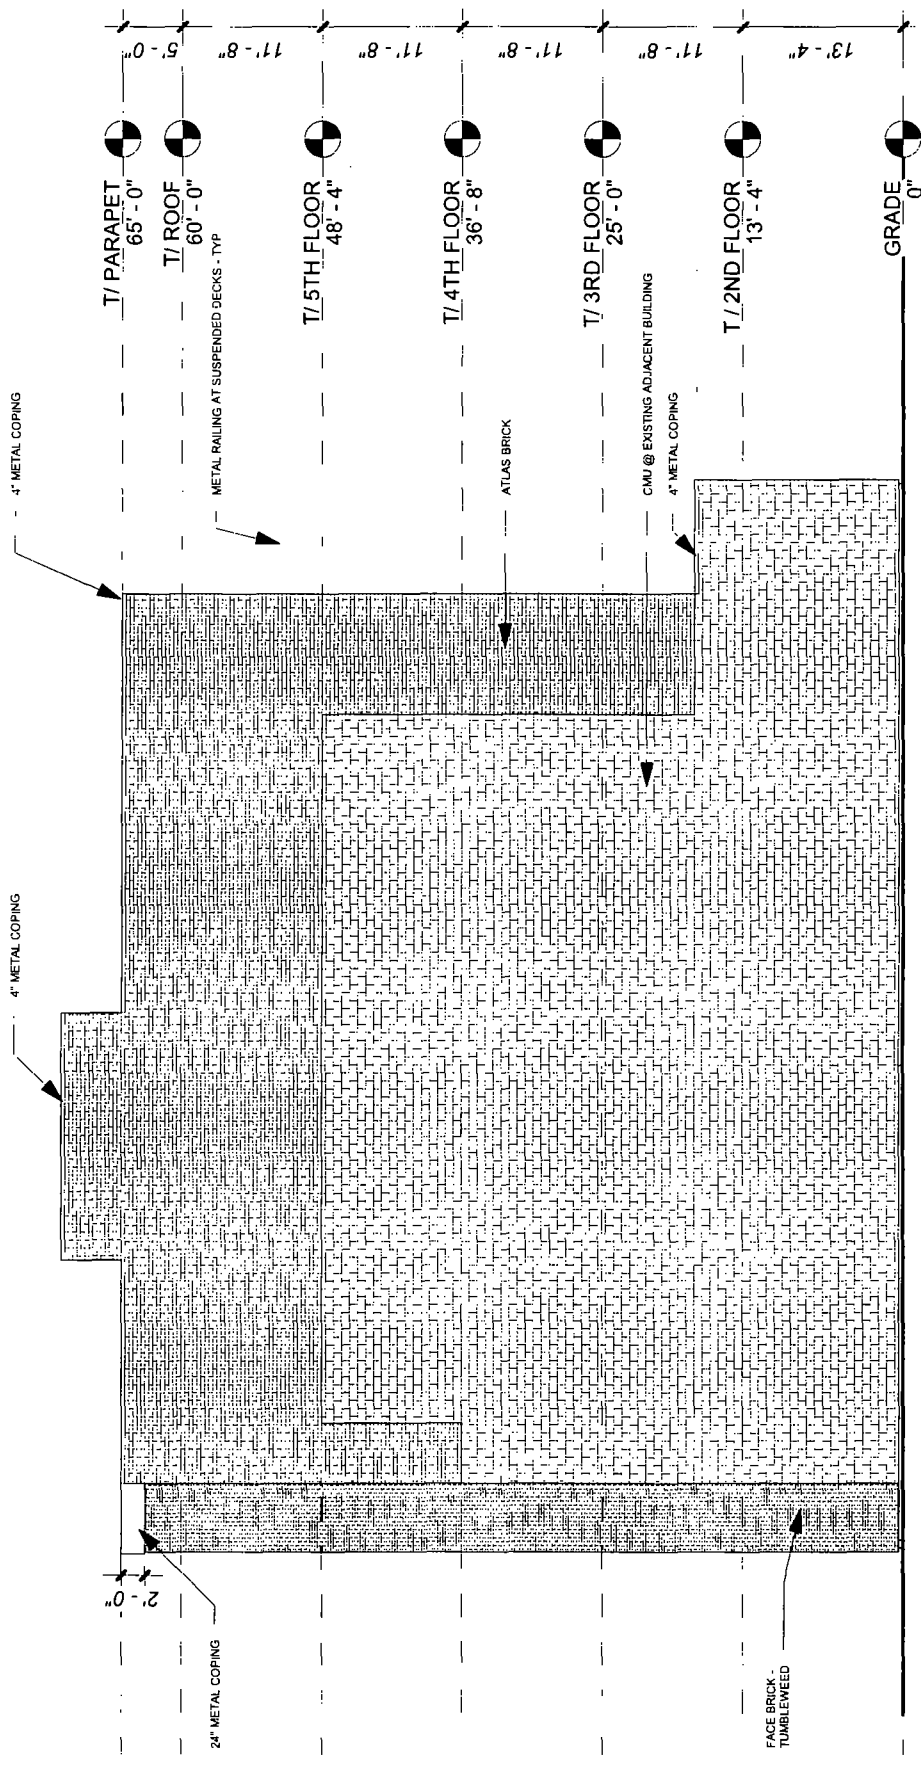 4" METAL COPING
4" METAL COPING
T/ PARAPET
65' - 0"
5' - 0"
T/ ROOF
60' - 0"
11' - 8"
METAL RAILING AT SUSPENDED DECKS - TYP
T/ 5TH FLOOR
48' - 4"
11' - 8"
T/ 4TH FLOOR
36' - 8"
ATLAS BRICK
11' - 8"
T/ 3RD FLOOR
25' - 0"
CMU @ EXISTING ADJACENT BUILDING
4" METAL COPING
11' - 8"
T/ 2ND FLOOR
13' - 4"
13' - 4"
GRADE
0"
2' - 0"
24" METAL COPING
FACE BRICK -
TUMBLEWEED